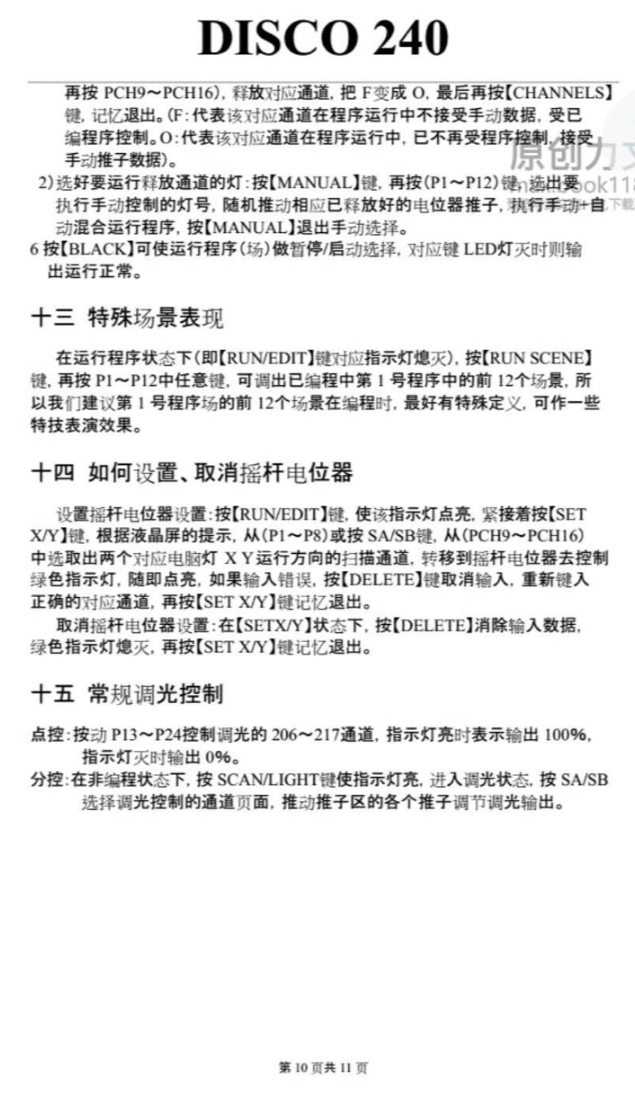 DISCO 240
再按 PCH9～PCH16），释放对应通道，把 F变成 O，最后再按【CHANNELS】
键，记忆退出。（F：代表该对应通道在程序运行中不接受手动数据，受已
编程序控制。O：代表该对应通道在程序运行中，已不再受程序控制，接受
手动推子数据）。
2）选好要运行释放通道的灯：按【MANUAL】键，再按（P1～P12）键，选出要
执行手动控制的灯号，随机推动相应已释放好的电位器推子，执行手动+自
动混合运行程序，按【MANUAL】退出手动选择。
6 按【BLACK】可使运行程序（场）做暂停/启动选择，对应键 LED灯灭时则输
出运行正常。
十三 特殊场景表现
在运行程序状态下（即【RUN/EDIT】键对应指示灯熄灭），按【RUN SCENE】
键，再按 P1～P12中任意键，可调出已编程中第 1 号程序中的前 12个场景，所
以我们建议第 1 号程序场的前 12个场景在编程时，最好有特殊定义，可作一些
特技表演效果。
十四 如何设置、取消摇杆电位器
设置摇杆电位器设置：按【RUN/EDIT】键，使该指示灯点亮，紧接着按【SET
X/Y】键，根据液晶屏的提示，从（P1～P8）或按 SA/SB键，从（PCH9～PCH16）
中选取出两个对应电脑灯 X Y运行方向的扫描通道，转移到摇杆电位器去控制
绿色指示灯，随即点亮，如果输入错误，按【DELETE】键取消输入，重新键入
正确的对应通道，再按【SET X/Y】键记忆退出。
取消摇杆电位器设置：在【SETX/Y】状态下，按【DELETE】消除输入数据，
绿色指示灯熄灭，再按【SET X/Y】键记忆退出。
十五 常规调光控制
点控：按动 P13～P24控制调光的 206～217通道，指示灯亮时表示输出 100%，
指示灯灭时输出 0%。
分控：在非编程状态下，按 SCAN/LIGHT键使指示灯亮，进入调光状态，按 SA/SB
选择调光控制的通道页面，推动推子区的各个推子调节调光输出。
第 10 页共 11 页
原创力文